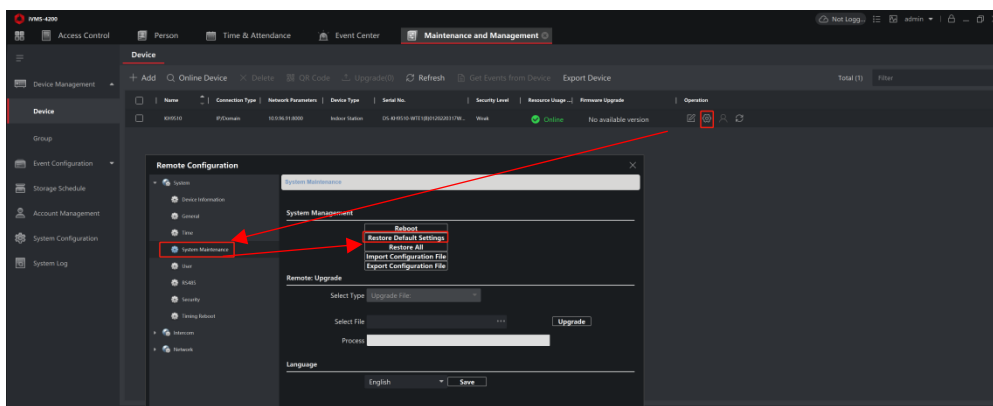 iVMS-4200
Not Logg... admin
Access Control Person Time & Attendance Event Center Maintenance and Management
Device
Add Online Device Delete QR Code Upgrade(0) Refresh Get Events from Device Export Device Total (1) Filter
Device Management
Name Connection Type Network Parameters Device Type Serial No. Security Level Resource Usage ... Firmware Upgrade Operation
Device
KH9510 IP/Domain 10.9.96.91:8000 Indoor Station Weak Online No available version
Group
Event Configuration
Storage Schedule
Account Management
System Configuration
System Log
Remote Configuration
System
Device Information
General
Time
System Maintenance
User
RS485
Security
Timing Reboot
Intercom
Network
System Maintenance
System Management
Reboot
Restore Default Settings
Restore All
Import Configuration File
Export Configuration File
Remote: Upgrade
Select Type Upgrade File.
Select File ... Upgrade
Process
Language
English Save